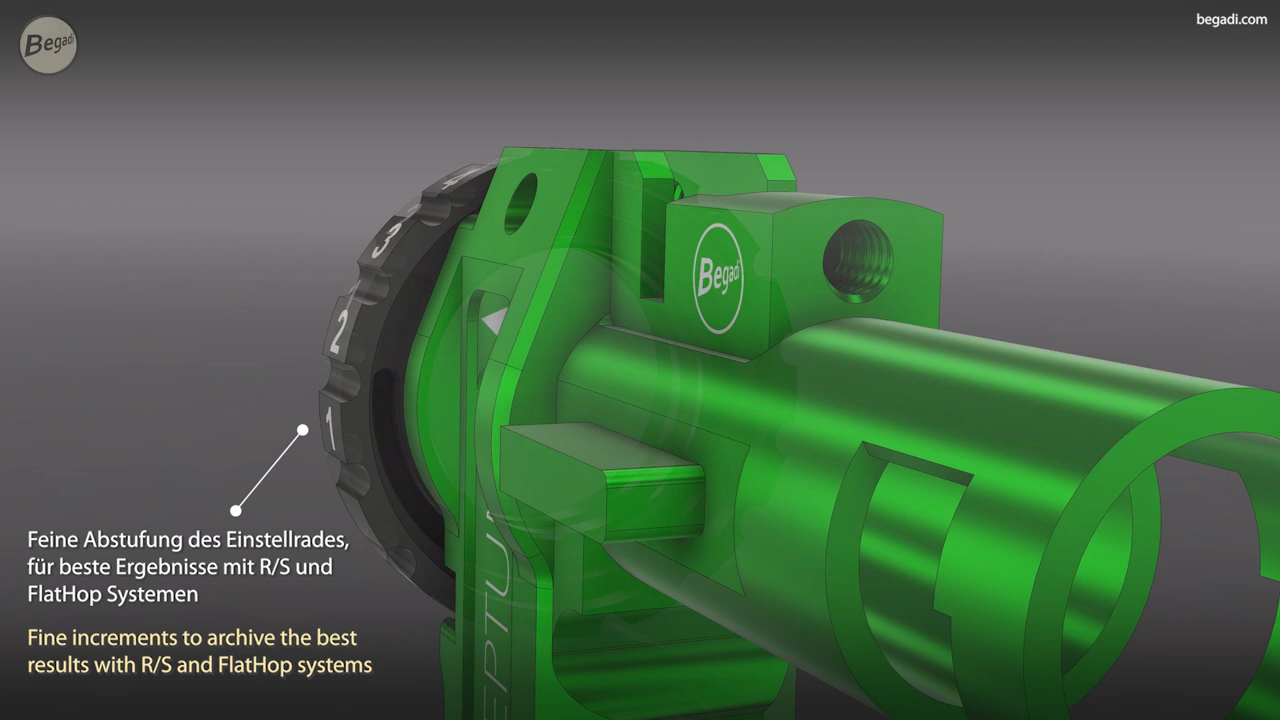 Begadi
begadi.com
4
3
2
1
Begadi
EPTU
Feine Abstufung des Einstellrades,
für beste Ergebnisse mit R/S und
FlatHop Systemen
Fine increments to archive the best
results with R/S and FlatHop systems